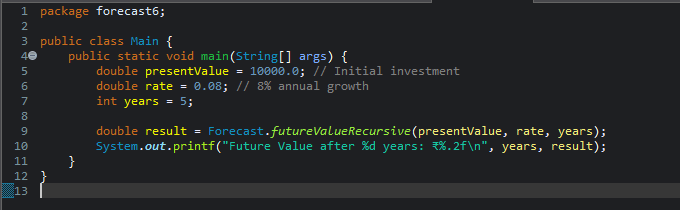 1 package forecast6;
2
3 public class Main {
4 public static void main(String[] args) {
5 double presentValue = 10000.0; // Initial investment
6 double rate = 0.08; // 8% annual growth
7 int years = 5;
8
9 double result = Forecast.futureValueRecursive(presentValue, rate, years);
10 System.out.printf("Future Value after %d years: ₹%.2f\n", years, result);
11 }
12 }
13